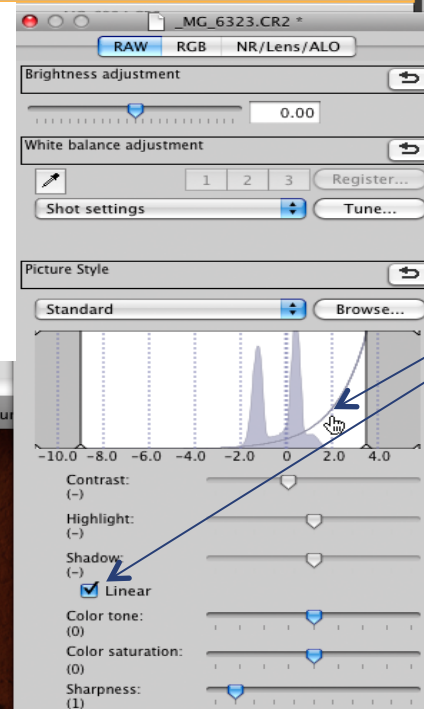 _MG_6323.CR2 *
RAW RGB NR/Lens/ALO
Brightness adjustment
0.00
White balance adjustment
1 2 3 Register...
Shot settings Tune...
Picture Style
Standard Browse...
-10.0 -8.0 -6.0 -4.0 -2.0 0 2.0 4.0
Contrast:
(-)
Highlight:
(-)
Shadow:
(-)
Linear
Color tone:
(0)
Color saturation:
(0)
Sharpness:
(1)